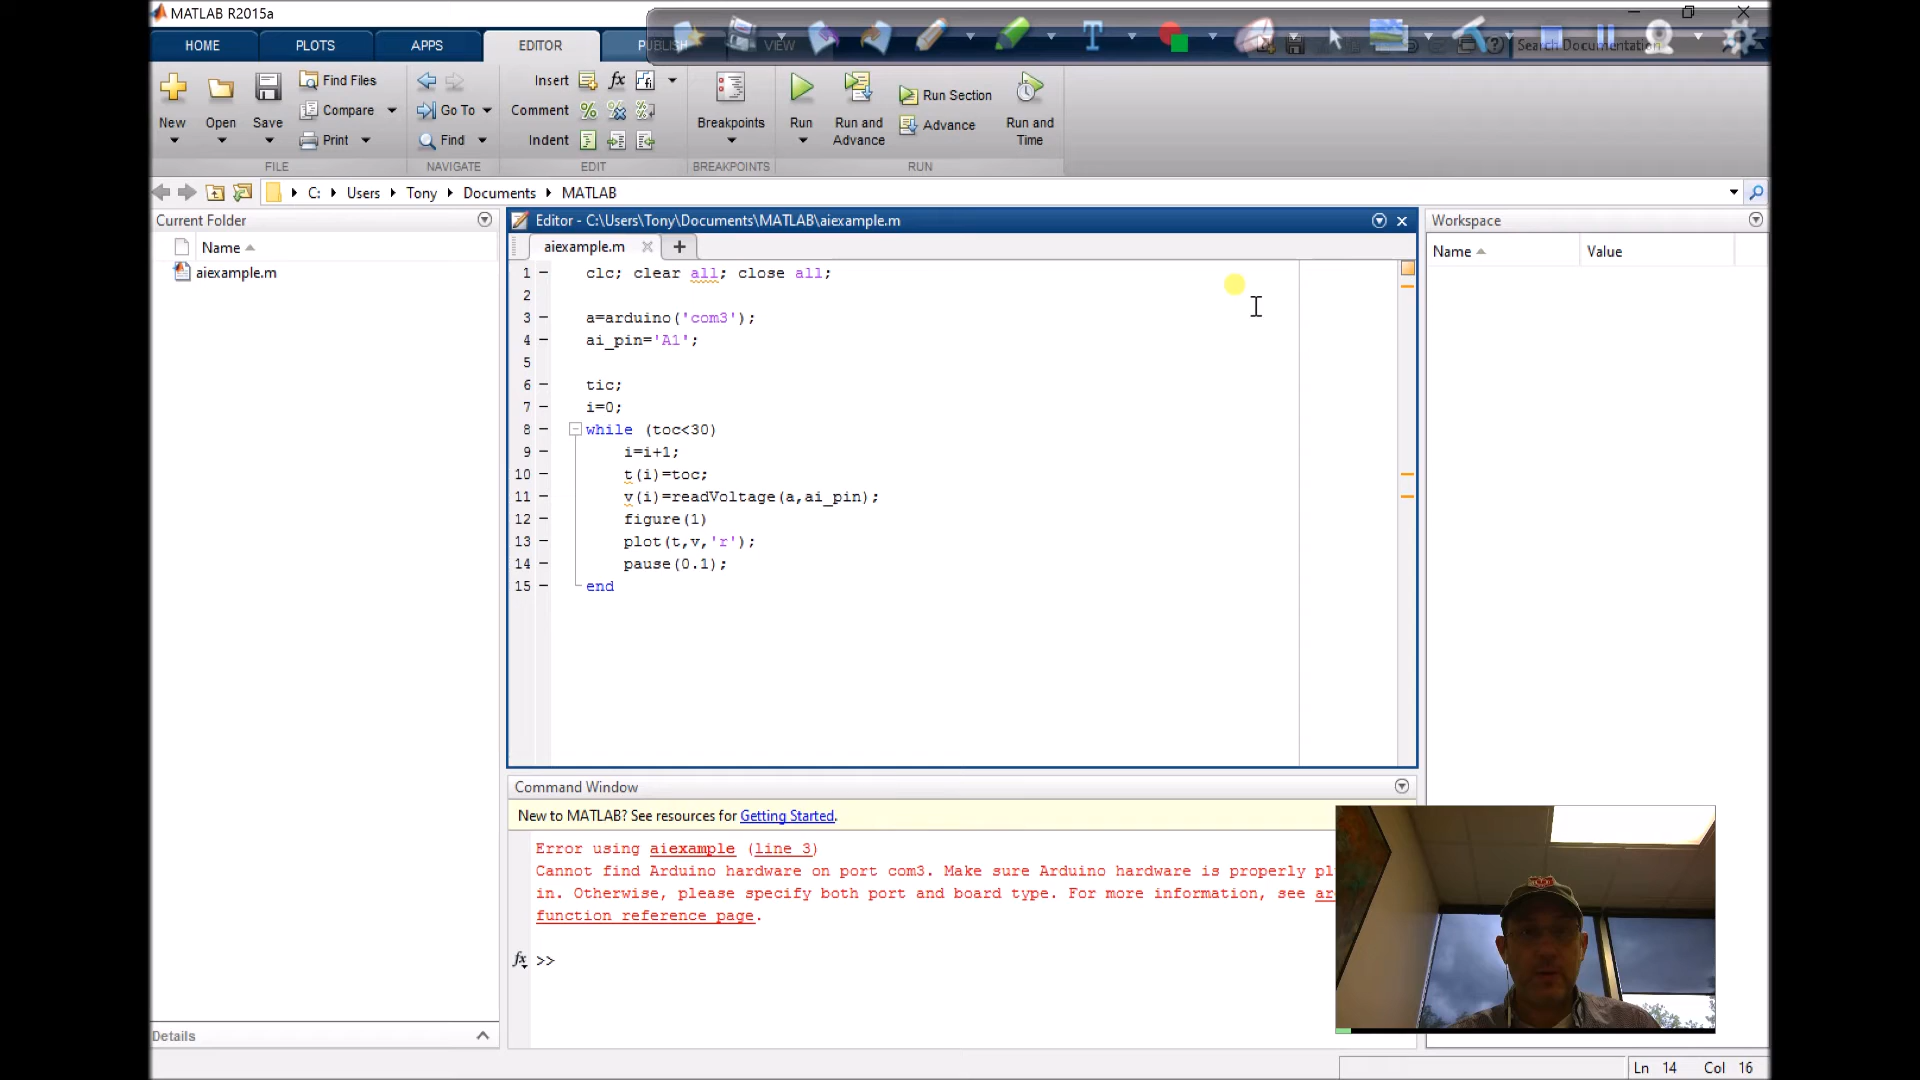 MATLAB R2015a
HOME
PLOTS
APPS
EDITOR
PUBLISH
VIEW
Search Documentation
New
Open
Save
Find Files
Compare
Print
Go To
Find
Insert
Comment
Indent
Breakpoints
Run
Run and
Advance
Run Section
Advance
Run and
Time
FILE
NAVIGATE
EDIT
BREAKPOINTS
RUN
C:
Users
Tony
Documents
MATLAB
Current Folder
Name
aiexample.m
Details
Editor - C:\Users\Tony\Documents\MATLAB\aiexample.m
aiexample.m
1 clc; clear all; close all;
2
3 a=arduino('com3');
4 ai_pin='A1';
5
6 tic;
7 i=0;
8 while (toc<30)
9 i=i+1;
10 t(i)=toc;
11 v(i)=readVoltage(a,ai_pin);
12 figure(1)
13 plot(t,v,'r');
14 pause(0.1);
15 end
Workspace
Name
Value
Command Window
New to MATLAB? See resources for Getting Started.
Error using aiexample (line 3)
Cannot find Arduino hardware on port com3. Make sure Arduino hardware is properly pl
in. Otherwise, please specify both port and board type. For more information, see ar
function reference page.
fx >>
Ln 14 Col 16